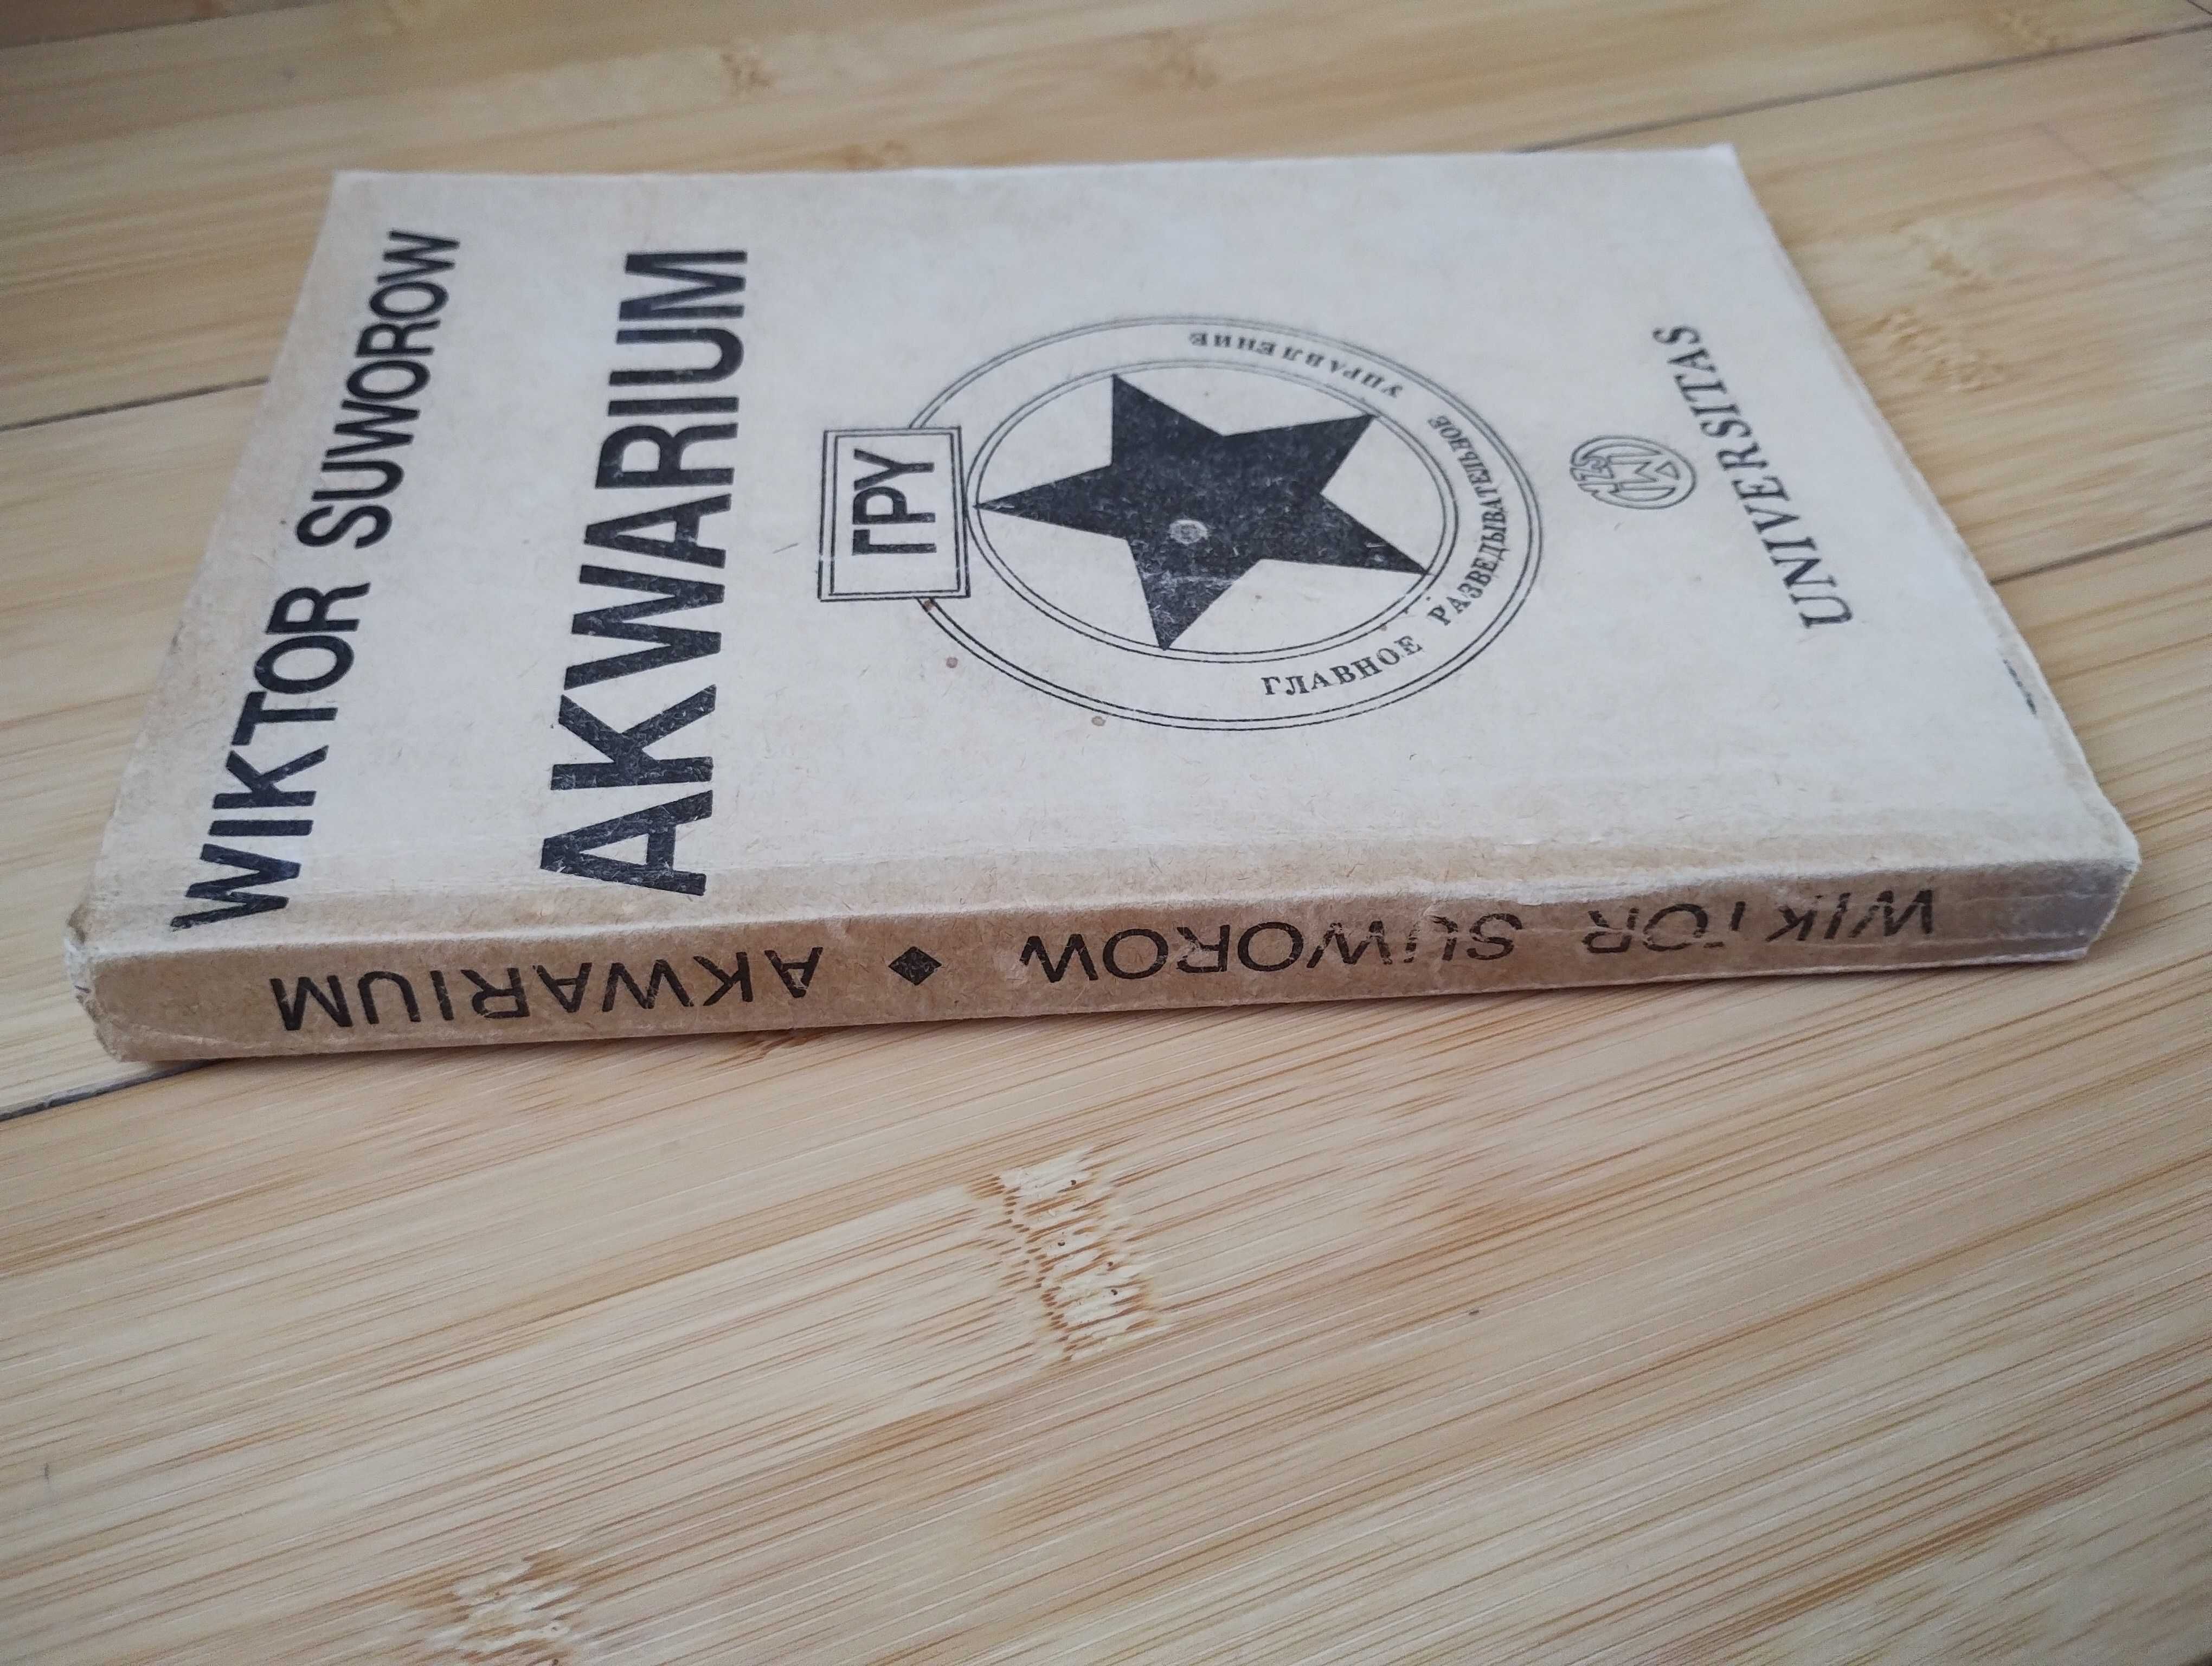 WIKTOR SUWOROW
AKWARIUM
ГРУ
ГЛАВНОЕ РАЗВЕДЫВАТЕЛЬНОЕ УПРАВЛЕНИЕ
UNIVERSITAS
WIKTOR SUWOROW ◆ AKWARIUM